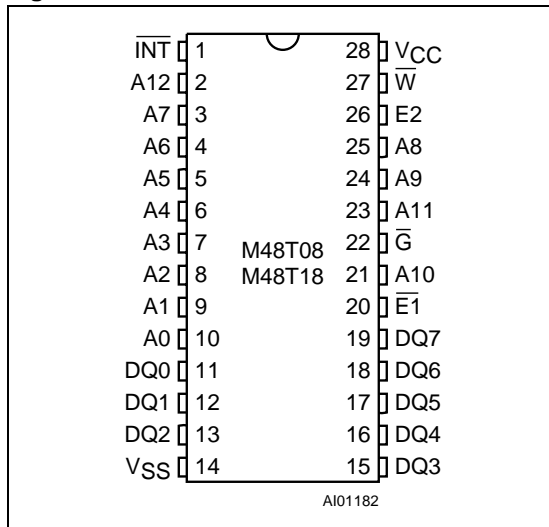 INT 1 28 VCC
A12 2 27 W
A7 3 26 E2
A6 4 25 A8
A5 5 24 A9
A4 6 23 A11
A3 7 22 G
M48T08
A2 8 21 A10
M48T18
A1 9 20 E1
A0 10 19 DQ7
DQ0 11 18 DQ6
DQ1 12 17 DQ5
DQ2 13 16 DQ4
VSS 14 15 DQ3
AI01182